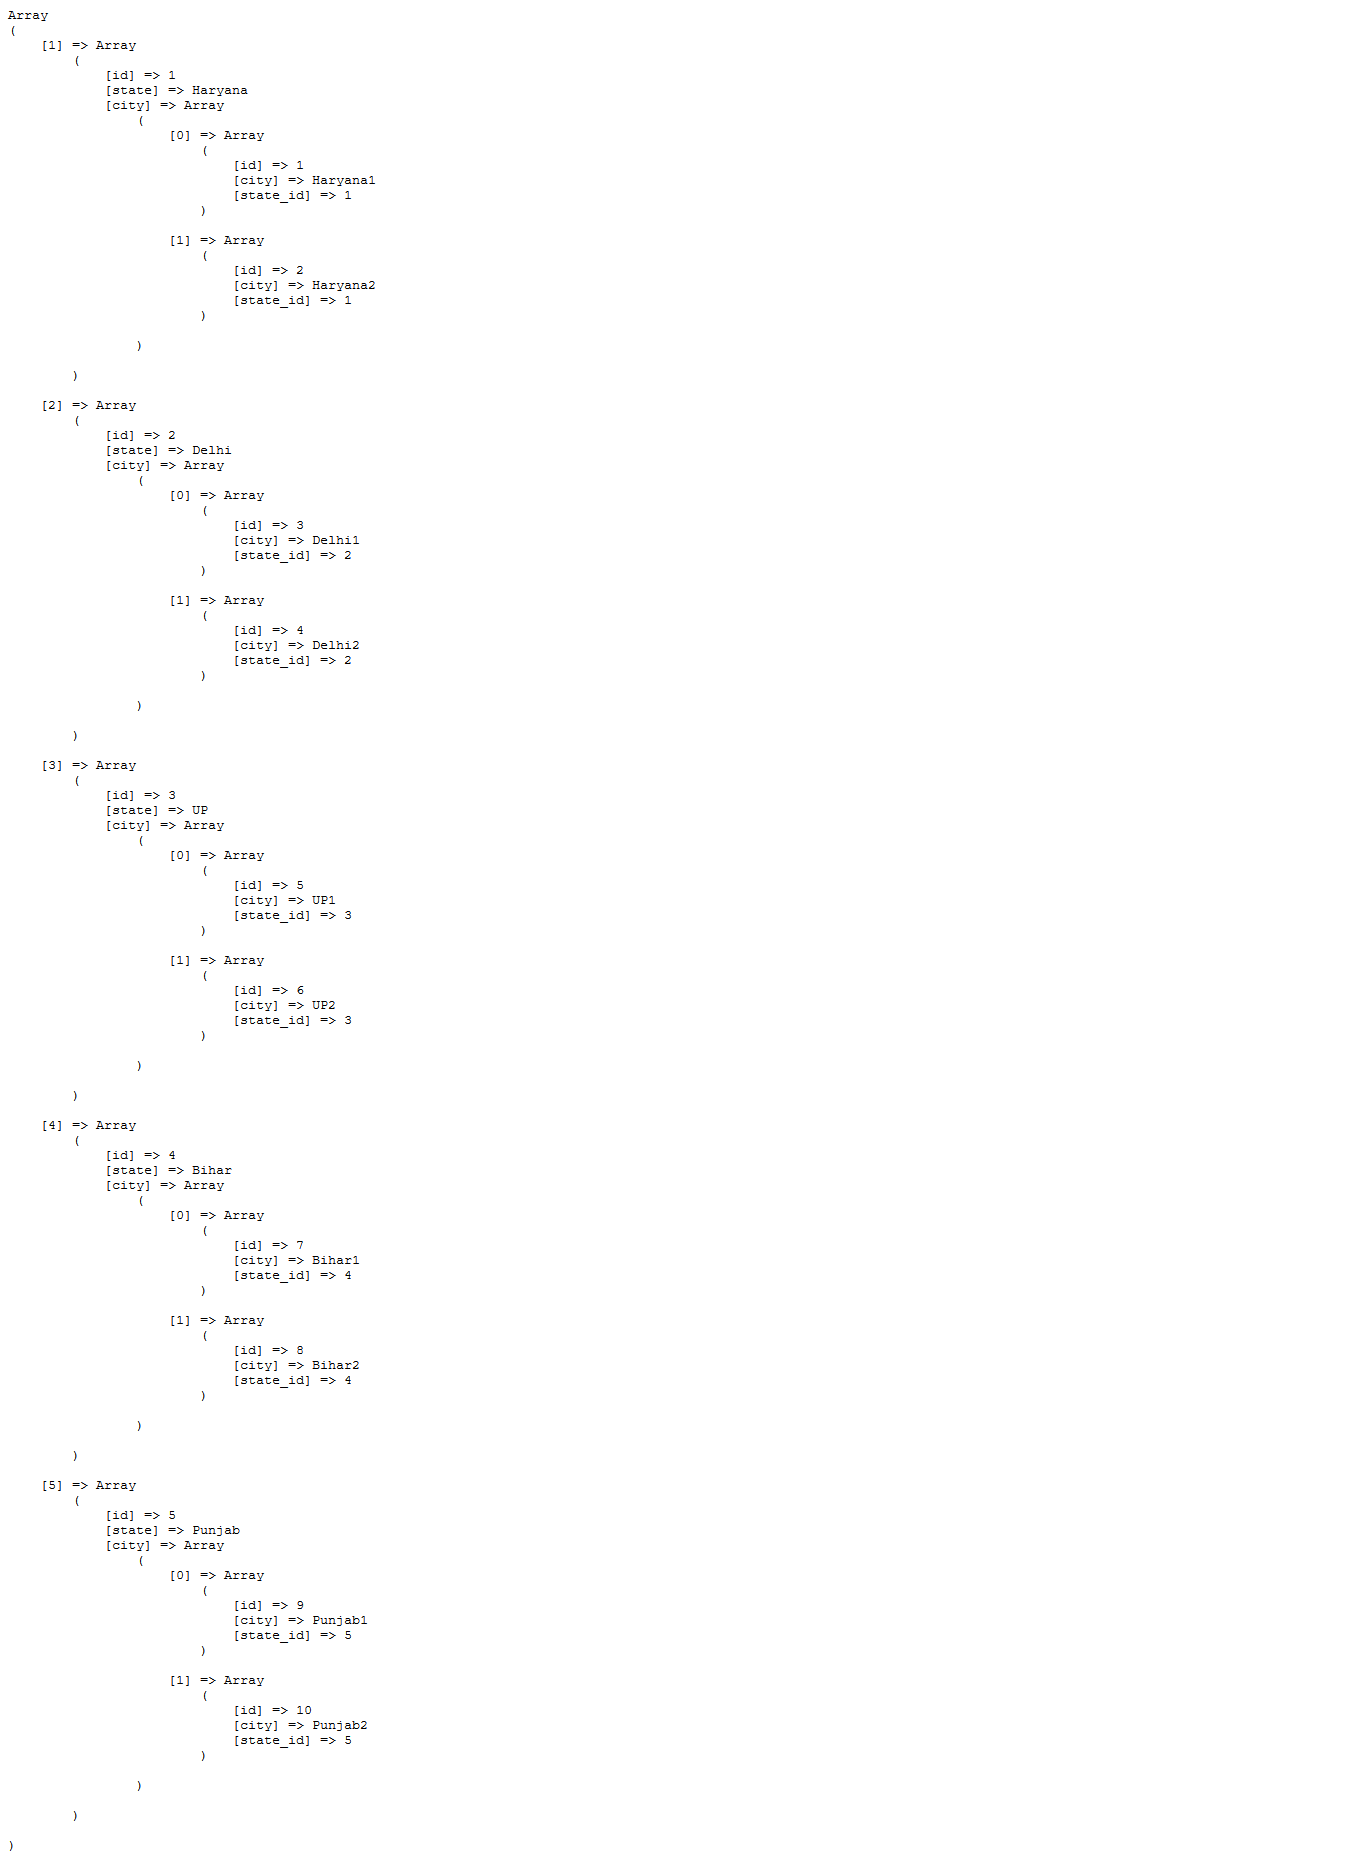 Array
(
    [1] => Array
        (
            [id] => 1
            [state] => Haryana
            [city] => Array
                (
                    [0] => Array
                        (
                            [id] => 1
                            [city] => Haryana1
                            [state_id] => 1
                        )

                    [1] => Array
                        (
                            [id] => 2
                            [city] => Haryana2
                            [state_id] => 1
                        )

                )

        )

    [2] => Array
        (
            [id] => 2
            [state] => Delhi
            [city] => Array
                (
                    [0] => Array
                        (
                            [id] => 3
                            [city] => Delhi1
                            [state_id] => 2
                        )

                    [1] => Array
                        (
                            [id] => 4
                            [city] => Delhi2
                            [state_id] => 2
                        )

                )

        )

    [3] => Array
        (
            [id] => 3
            [state] => UP
            [city] => Array
                (
                    [0] => Array
                        (
                            [id] => 5
                            [city] => UP1
                            [state_id] => 3
                        )

                    [1] => Array
                        (
                            [id] => 6
                            [city] => UP2
                            [state_id] => 3
                        )

                )

        )

    [4] => Array
        (
            [id] => 4
            [state] => Bihar
            [city] => Array
                (
                    [0] => Array
                        (
                            [id] => 7
                            [city] => Bihar1
                            [state_id] => 4
                        )

                    [1] => Array
                        (
                            [id] => 8
                            [city] => Bihar2
                            [state_id] => 4
                        )

                )

        )

    [5] => Array
        (
            [id] => 5
            [state] => Punjab
            [city] => Array
                (
                    [0] => Array
                        (
                            [id] => 9
                            [city] => Punjab1
                            [state_id] => 5
                        )

                    [1] => Array
                        (
                            [id] => 10
                            [city] => Punjab2
                            [state_id] => 5
                        )

                )

        )

)